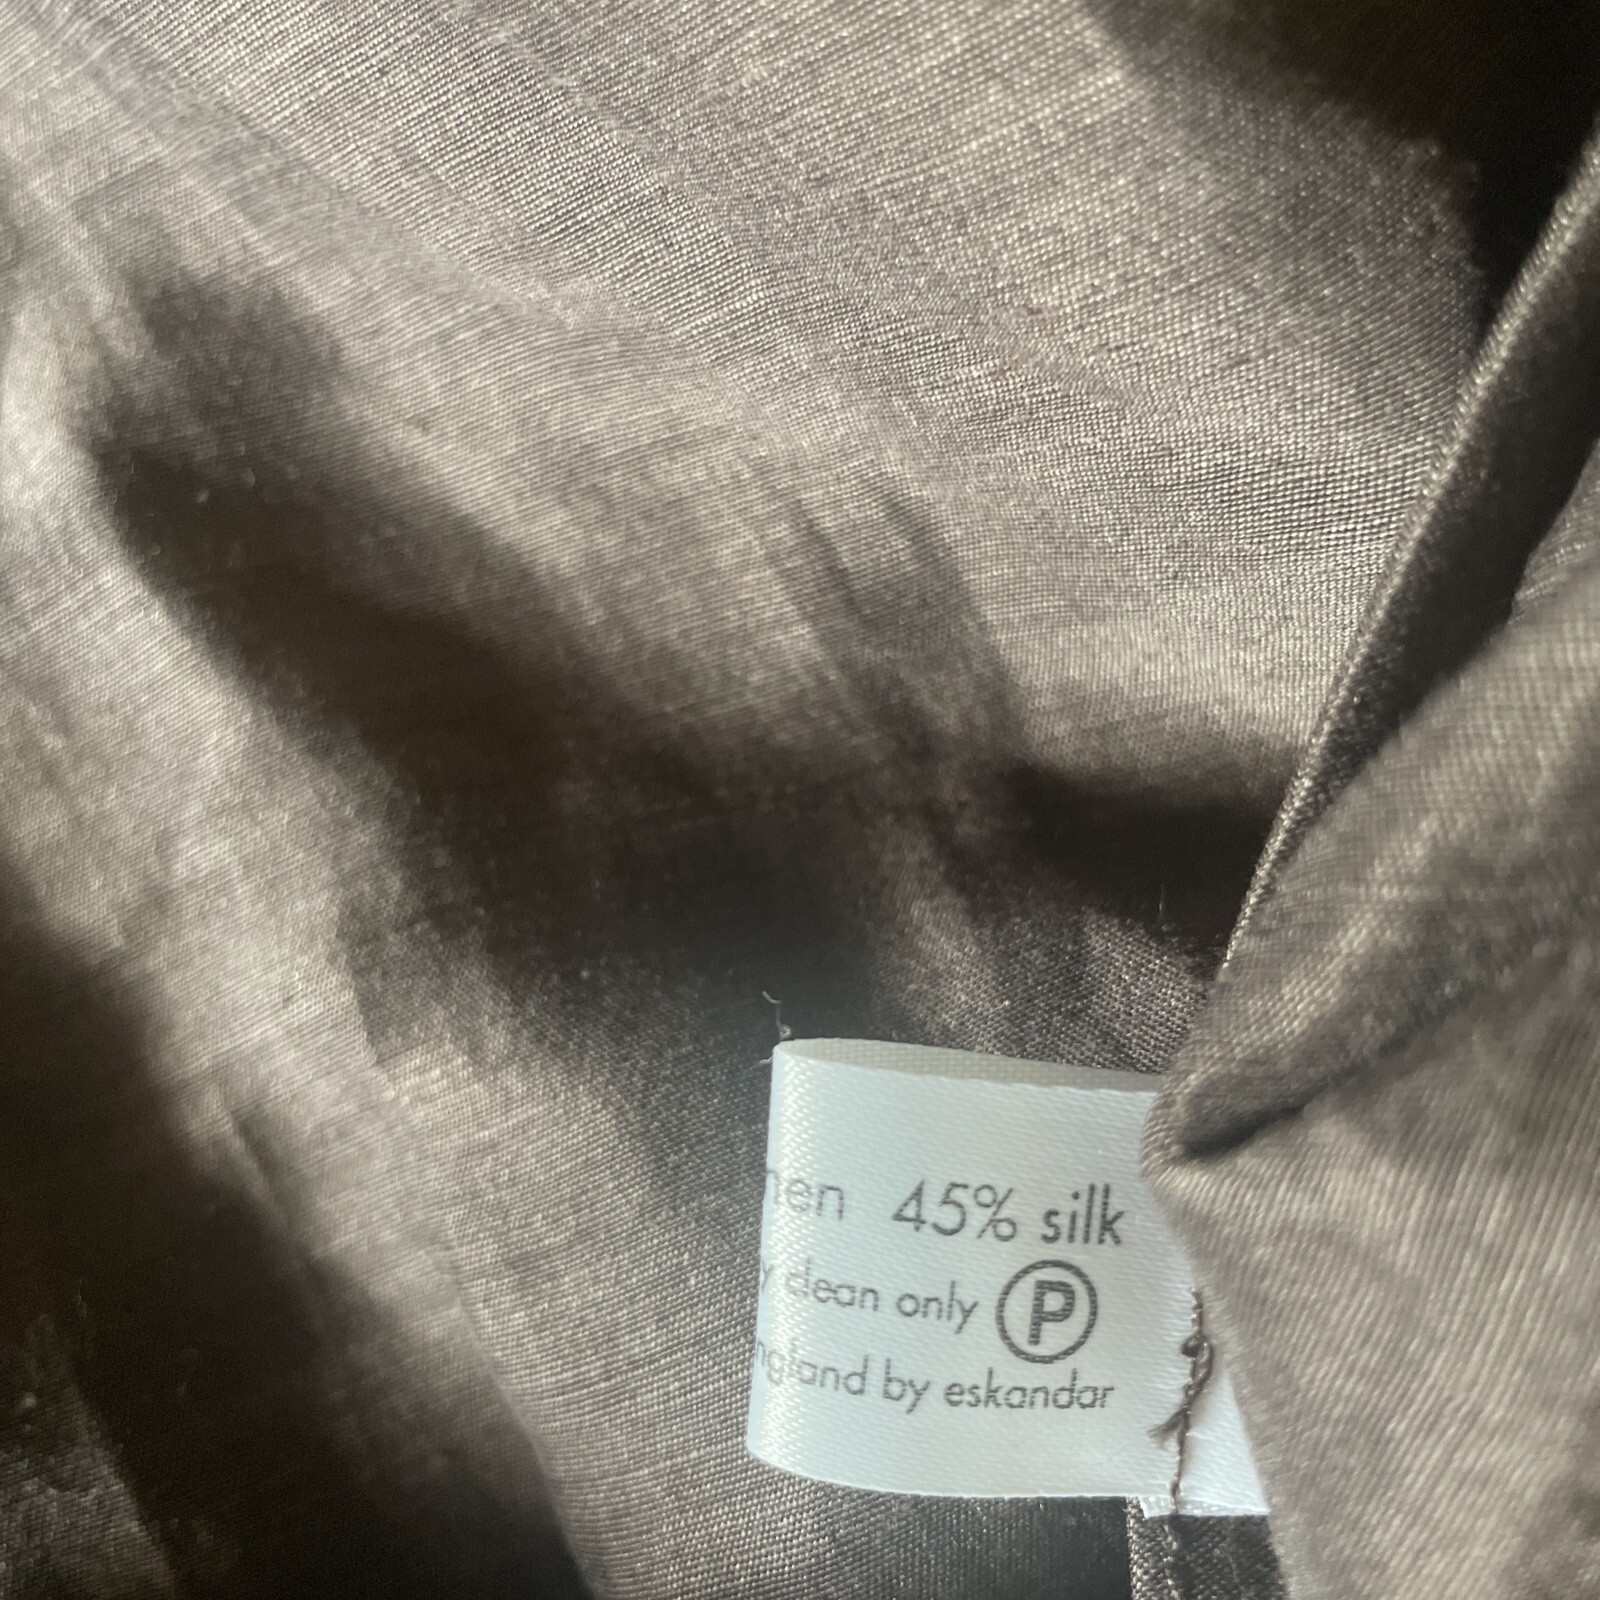 nen 45% silk
y clean only P
ngland by eskandar